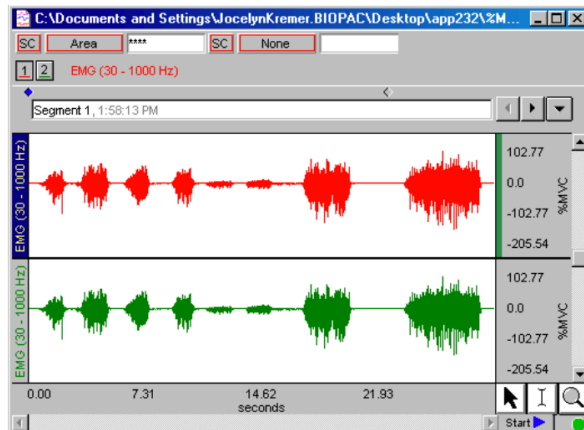 C:\Documents and Settings\JocelynKremer.BIOPAC\Desktop\app232\%M...
SC Area **** SC None
1 2 EMG (30 - 1000 Hz)
Segment 1, 1:58:13 PM
EMG (30 - 1000 Hz)
102.77
0.0
-102.77
-205.54
%MVC
EMG (30 - 1000 Hz)
102.77
0.0
-102.77
-205.54
%MVC
0.00 7.31 14.62 21.93
seconds
Start